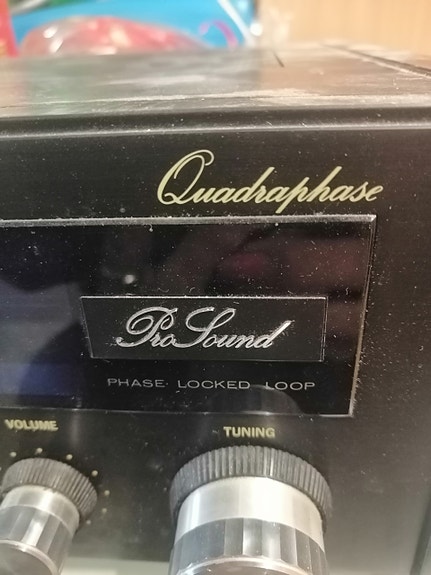 Quadraphase
ProSound
PHASE LOCKED LOOP
VOLUME
TUNING